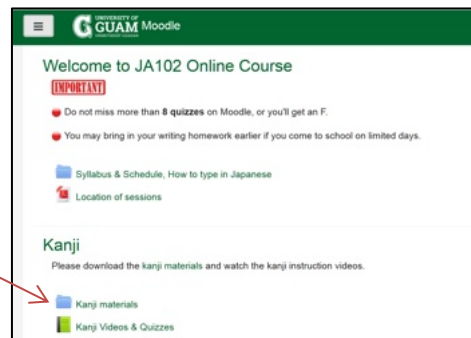 UNIVERSITY OF
GUAM Moodle
Welcome to JA102 Online Course
IMPORTANT
Do not miss more than 8 quizzes on Moodle, or you'll get an F.
You may bring in your writing homework earlier if you come to school on limited days.
Syllabus & Schedule, How to type in Japanese
Location of sessions
Kanji
Please download the kanji materials and watch the kanji instruction videos.
Kanji materials
Kanji Videos & Quizzes